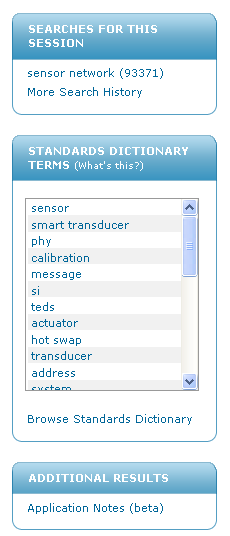 SEARCHES FOR THIS
SESSION
sensor network (93371)
More Search History
STANDARDS DICTIONARY
TERMS (What's this?)
sensor
smart transducer
phy
calibration
message
si
teds
actuator
hot swap
transducer
address
system
Browse Standards Dictionary
ADDITIONAL RESULTS
Application Notes (beta)